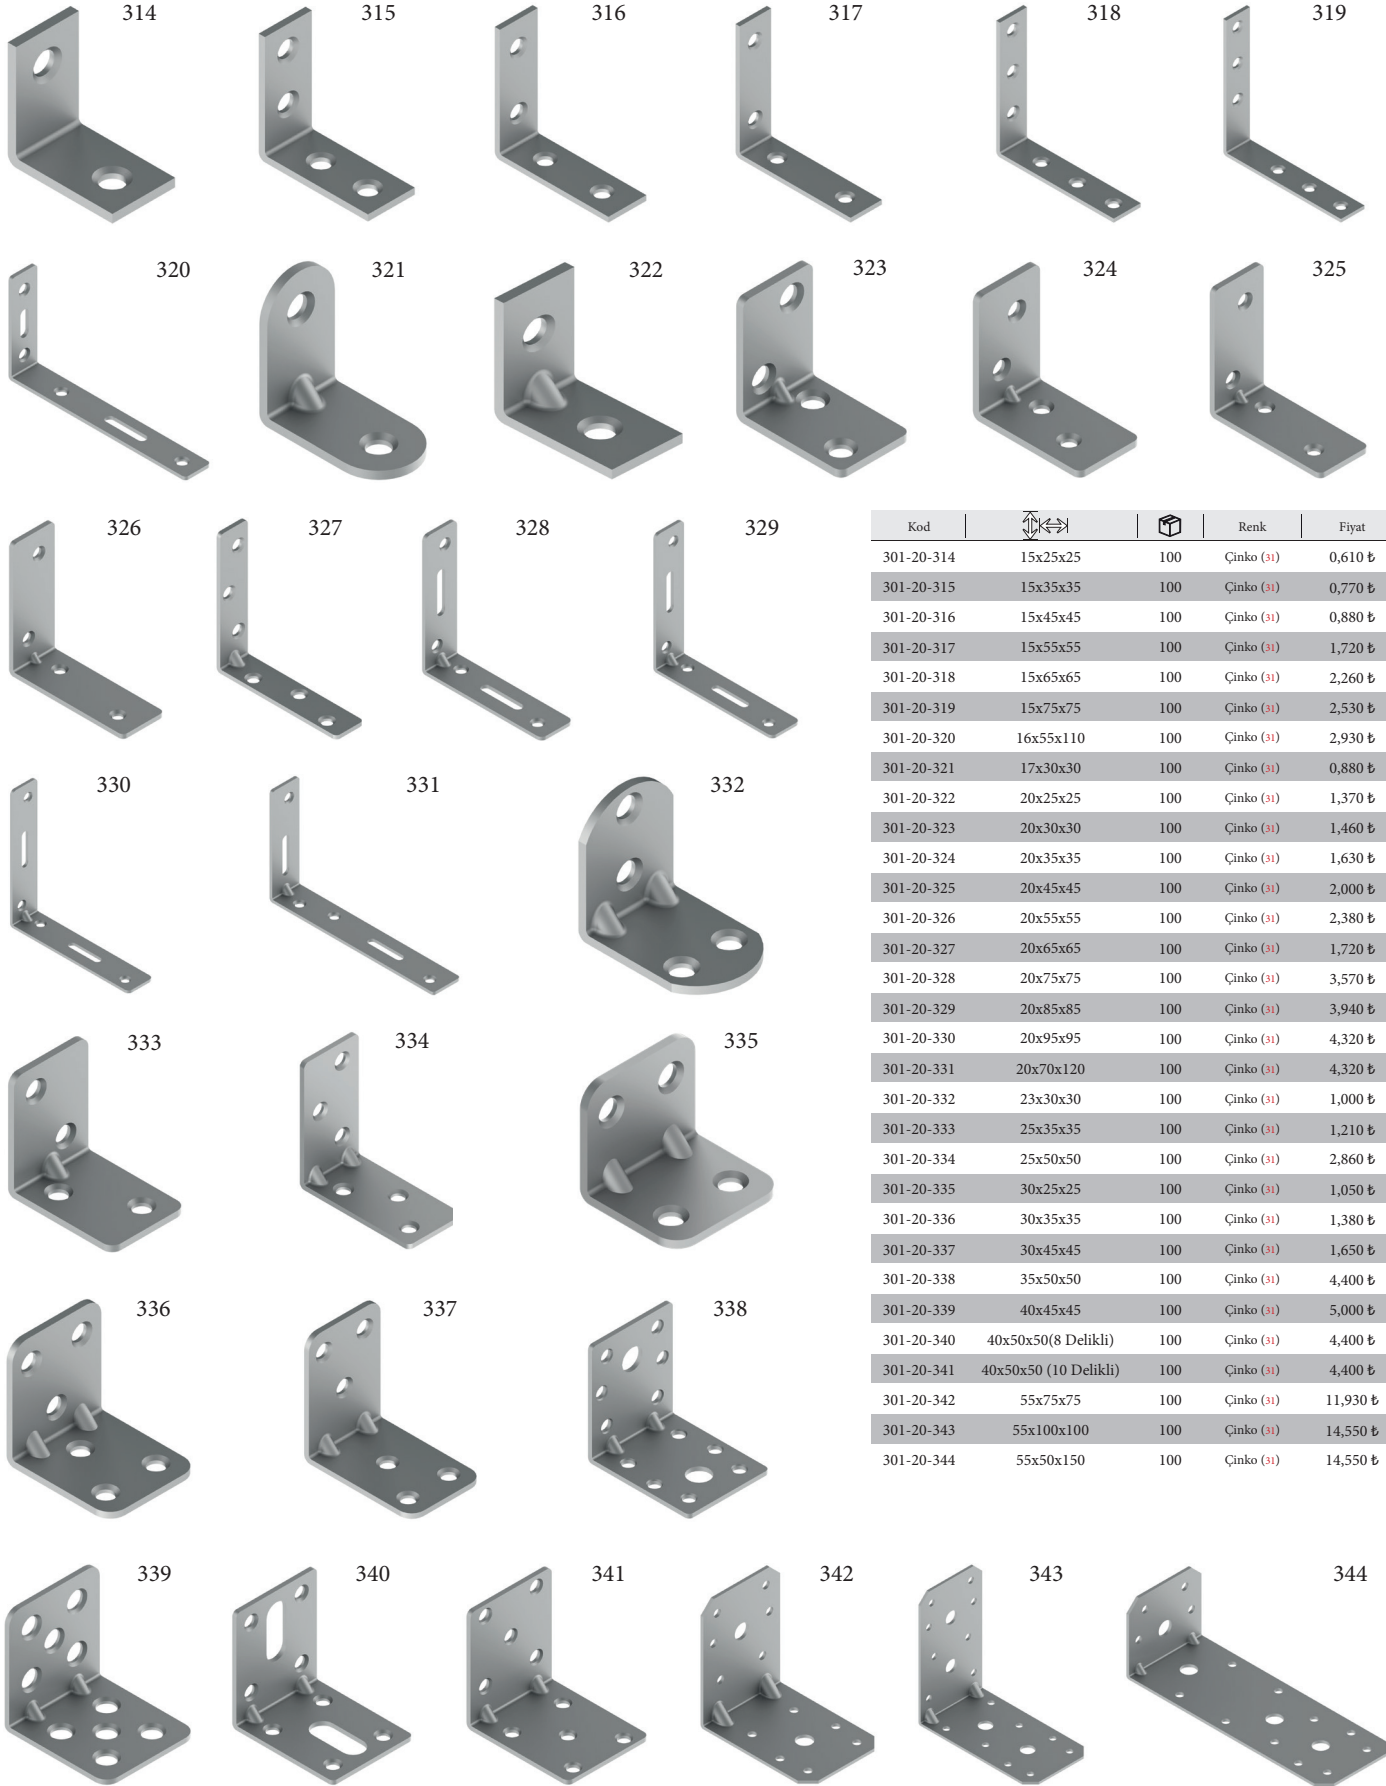 314 315 316 317 318 319
320 321 322 323 324 325
326 327 328 329
Kod Renk Fiyat
301-20-314 15x25x25 100 Çinko (31) 0,610 ₺
301-20-315 15x35x35 100 Çinko (31) 0,770 ₺
301-20-316 15x45x45 100 Çinko (31) 0,880 ₺
301-20-317 15x55x55 100 Çinko (31) 1,720 ₺
301-20-318 15x65x65 100 Çinko (31) 2,260 ₺
301-20-319 15x75x75 100 Çinko (31) 2,530 ₺
301-20-320 16x55x110 100 Çinko (31) 2,930 ₺
301-20-321 17x30x30 100 Çinko (31) 0,880 ₺
301-20-322 20x25x25 100 Çinko (31) 1,370 ₺
301-20-323 20x30x30 100 Çinko (31) 1,460 ₺
301-20-324 20x35x35 100 Çinko (31) 1,630 ₺
301-20-325 20x45x45 100 Çinko (31) 2,000 ₺
301-20-326 20x55x55 100 Çinko (31) 2,380 ₺
301-20-327 20x65x65 100 Çinko (31) 1,720 ₺
301-20-328 20x75x75 100 Çinko (31) 3,570 ₺
301-20-329 20x85x85 100 Çinko (31) 3,940 ₺
301-20-330 20x95x95 100 Çinko (31) 4,320 ₺
301-20-331 20x70x120 100 Çinko (31) 4,320 ₺
301-20-332 23x30x30 100 Çinko (31) 1,000 ₺
301-20-333 25x35x35 100 Çinko (31) 1,210 ₺
301-20-334 25x50x50 100 Çinko (31) 2,860 ₺
301-20-335 30x25x25 100 Çinko (31) 1,050 ₺
301-20-336 30x35x35 100 Çinko (31) 1,380 ₺
301-20-337 30x45x45 100 Çinko (31) 1,650 ₺
301-20-338 35x50x50 100 Çinko (31) 4,400 ₺
301-20-339 40x45x45 100 Çinko (31) 5,000 ₺
301-20-340 40x50x50(8 Delikli) 100 Çinko (31) 4,400 ₺
301-20-341 40x50x50 (10 Delikli) 100 Çinko (31) 4,400 ₺
301-20-342 55x75x75 100 Çinko (31) 11,930 ₺
301-20-343 55x100x100 100 Çinko (31) 14,550 ₺
301-20-344 55x50x150 100 Çinko (31) 14,550 ₺
330 331 332
333 334 335
336 337 338
339 340 341 342 343 344